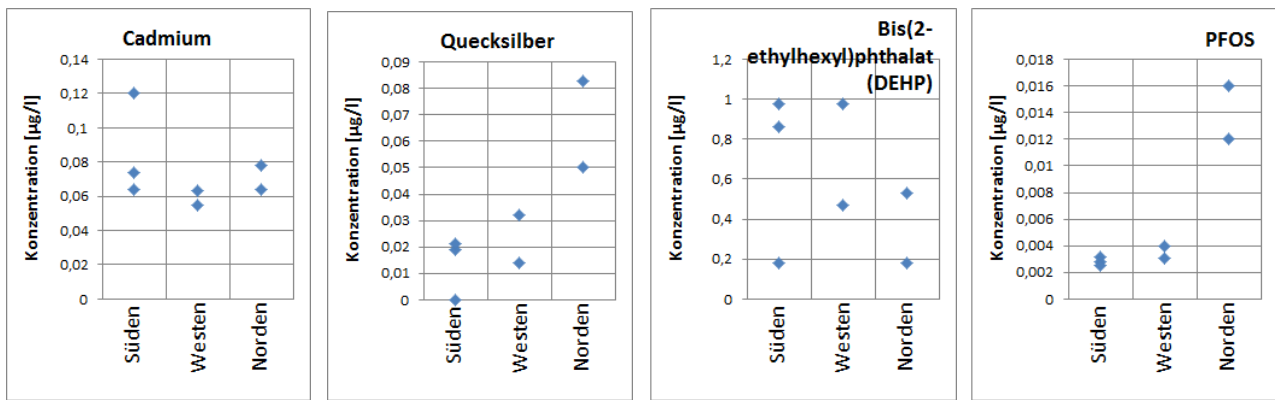 Cadmium
Konzentration [µg/l]
0,14
0,12
0,1
0,08
0,06
0,04
0,02
0
Süden
Westen
Norden
Quecksilber
Konzentration [µg/l]
0,09
0,08
0,07
0,06
0,05
0,04
0,03
0,02
0,01
0
Süden
Westen
Norden
Bis(2-
ethylhexyl)phthalat
(DEHP)
Konzentration [µg/l]
1,2
1
0,8
0,6
0,4
0,2
0
Süden
Westen
Norden
PFOS
Konzentration [µg/l]
0,018
0,016
0,014
0,012
0,01
0,008
0,006
0,004
0,002
0
Süden
Westen
Norden